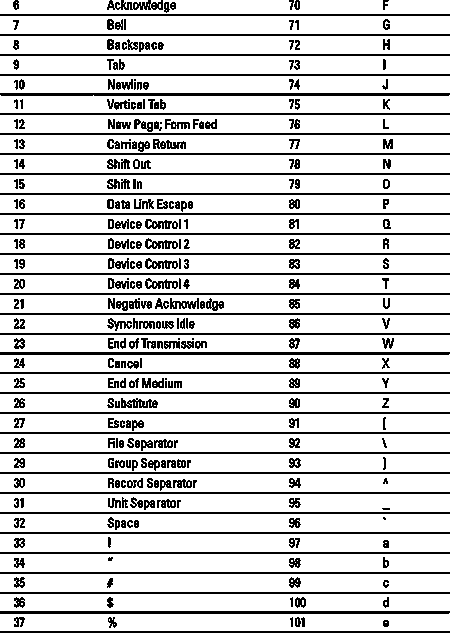 6 Acknowledge 70 F
7 Bell 71 G
8 Backspace 72 H
9 Tab 73 I
10 Newline 74 J
11 Vertical Tab 75 K
12 New Page; Form Feed 76 L
13 Carriage Return 77 M
14 Shift Out 78 N
15 Shift In 79 O
16 Data Link Escape 80 P
17 Device Control 1 81 Q
18 Device Control 2 82 R
19 Device Control 3 83 S
20 Device Control 4 84 T
21 Negative Acknowledge 85 U
22 Synchronous Idle 86 V
23 End of Transmission 87 W
24 Cancel 88 X
25 End of Medium 89 Y
26 Substitute 90 Z
27 Escape 91 [
28 File Separator 92 \
29 Group Separator 93 ]
30 Record Separator 94 ^
31 Unit Separator 95 _
32 Space 96 `
33 ! 97 a
34 " 98 b
35 # 99 c
36 $ 100 d
37 % 101 e